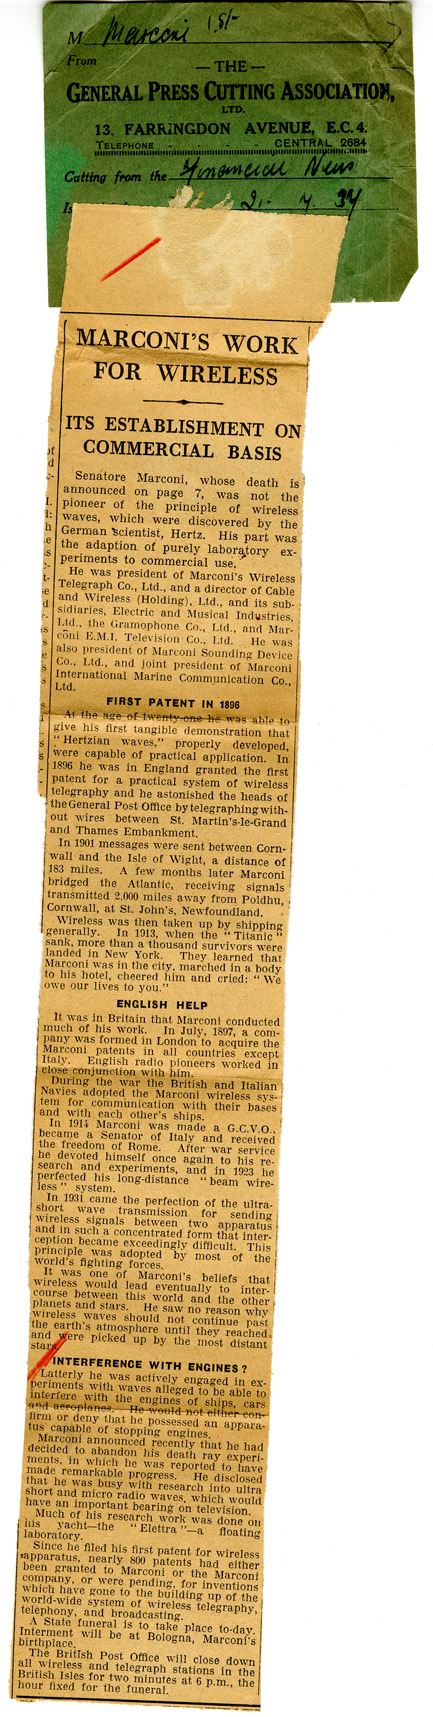 M Marconi 1.5/-
From
— THE —
GENERAL PRESS CUTTING ASSOCIATION,
LTD.
13, FARRINGDON AVENUE, E.C.4.
TELEPHONE - - - CENTRAL 2684
Cutting from the Financial News
21. 7. 37
MARCONI'S WORK
FOR WIRELESS
ITS ESTABLISHMENT ON
COMMERCIAL BASIS
Senatore Marconi, whose death is
announced on page 7, was not the
pioneer of the principle of wireless
waves, which were discovered by the
German scientist, Hertz. His part was
the adaption of purely laboratory ex-
periments to commercial use.
He was president of Marconi's Wireless
Telegraph Co., Ltd., and a director of Cable
and Wireless (Holding), Ltd., and its sub-
sidiaries, Electric and Musical Industries,
Ltd., the Gramophone Co., Ltd., and Mar-
coni E.M.I. Television Co., Ltd. He was
also president of Marconi Sounding Device
Co., Ltd., and joint president of Marconi
International Marine Communication Co.,
Ltd.
FIRST PATENT IN 1896
At the age of twenty-one he was able to
give his first tangible demonstration that
"Hertzian waves," properly developed,
were capable of practical application. In
1896 he was in England granted the first
patent for a practical system of wireless
telegraphy and he astonished the heads of
the General Post Office by telegraphing with-
out wires between St. Martin's-le-Grand
and Thames Embankment.
In 1901 messages were sent between Corn-
wall and the Isle of Wight, a distance of
183 miles. A few months later Marconi
bridged the Atlantic, receiving signals
transmitted 2,000 miles away from Poldhu,
Cornwall, at St. John's, Newfoundland.
Wireless was then taken up by shipping
generally. In 1913, when the "Titanic"
sank, more than a thousand survivors were
landed in New York. They learned that
Marconi was in the city, marched in a body
to his hotel, cheered him and cried: "We
owe our lives to you."
ENGLISH HELP
It was in Britain that Marconi conducted
much of his work. In July, 1897, a com-
pany was formed in London to acquire the
Marconi patents in all countries except
Italy. English radio pioneers worked in
close conjunction with him.
During the war the British and Italian
Navies adopted the Marconi wireless sys-
tem for communication with their bases
and with each other's ships.
In 1914 Marconi was made a G.C.V.O.,
became a Senator of Italy and received
the freedom of Rome. After war service
he devoted himself once again to his re-
search and experiments, and in 1923 he
perfected his long-distance "beam wire-
less" system.
In 1931 came the perfection of the ultra-
short wave transmission for sending
wireless signals between two apparatus
and in such a concentrated form that inter-
ception became exceedingly difficult. This
principle was adopted by most of the
world's fighting forces.
It was one of Marconi's beliefs that
wireless would lead eventually to inter-
course between this world and the other
planets and stars. He saw no reason why
wireless waves should not continue past
the earth's atmosphere until they reached
and were picked up by the most distant
stars.
INTERFERENCE WITH ENGINES?
Latterly he was actively engaged in ex-
periments with waves alleged to be able to
interfere with the engines of ships, cars
and aeroplanes. He would not either con-
firm or deny that he possessed an appara-
tus capable of stopping engines.
Marconi announced recently that he had
decided to abandon his death ray experi-
ments, in which he was reported to have
made remarkable progress. He disclosed
that he was busy with research into ultra
short and micro radio waves, which would
have an important bearing on television.
Much of his research work was done on
his yacht—the "Elettra"—a floating
laboratory.
Since he filed his first patent for wireless
apparatus, nearly 800 patents had either
been granted to Marconi or the Marconi
company, or were pending, for inventions
which have gone to the building up of the
world-wide system of wireless telegraphy,
telephony, and broadcasting.
A State funeral is to take place to-day.
Interment will be at Bologna, Marconi's
birthplace.
The British Post Office will close down
all wireless and telegraph stations in the
British Isles for two minutes at 6 p.m., the
hour fixed for the funeral.